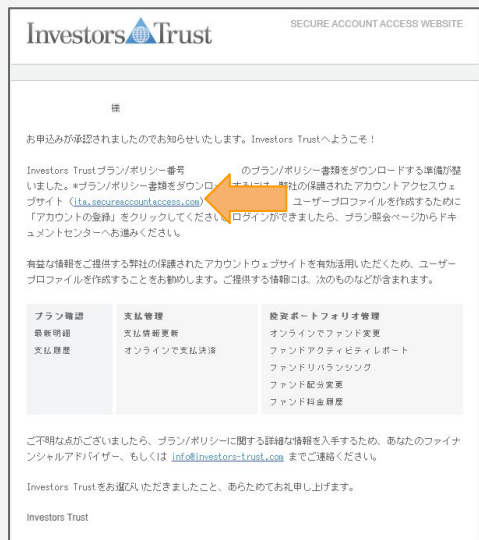 Investors Trust
SECURE ACCOUNT ACCESS WEBSITE
様
お申込みが承認されましたのでお知らせいたします。Investors Trustへようこそ！
Investors Trustプラン/ポリシー番号 のプラン/ポリシー書類をダウンロードする準備が整
いました。*プラン/ポリシー書類をダウンロードするには、弊社の保護されたアカウントアクセスウェ
ブサイト（ita.secureaccountaccess.com） ユーザープロファイルを作成するために
「アカウントの登録」をクリックしてください。ログインができましたら、プラン照会ページからドキ
ュメントセンターへお進みください。
有益な情報をご提供する弊社の保護されたアカウントウェブサイトを有効活用いただくため、ユーザー
プロファイルを作成することをお勧めします。ご提供する情報には、次のものなどが含まれます。
プラン確認 支払管理 投資ポートフォリオ管理
最新明細 支払情報更新 オンラインでファンド変更
支払履歴 オンラインで支払決済 ファンドアクティビティレポート
ファンドリバランシング
ファンド配分変更
ファンド料金履歴
ご不明な点がございましたら、プラン/ポリシーに関する詳細な情報を入手するため、あなたのファイナ
ンシャルアドバイザー、もしくは info@investors-trust.com までご連絡ください。
Investors Trustをお選びいただきましたこと、あらためてお礼申し上げます。
Investors Trust